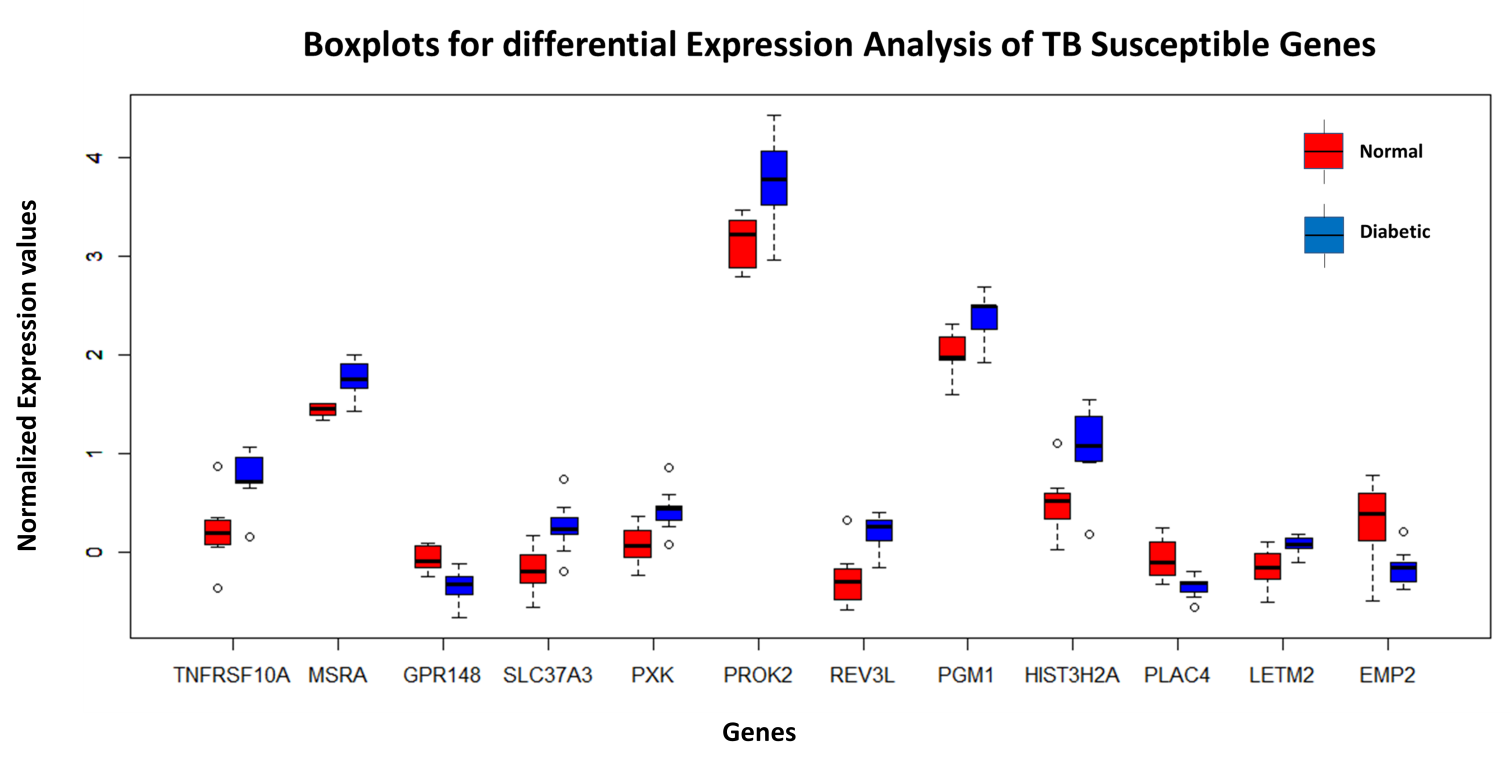 Boxplots for differential Expression Analysis of TB Susceptible Genes
Normalized Expression values
4
3
2
1
0
Normal
Diabetic
TNFRSF10A MSRA GPR148 SLC37A3 PXK PROK2 REV3L PGM1 HIST3H2A PLAC4 LETM2 EMP2
Genes